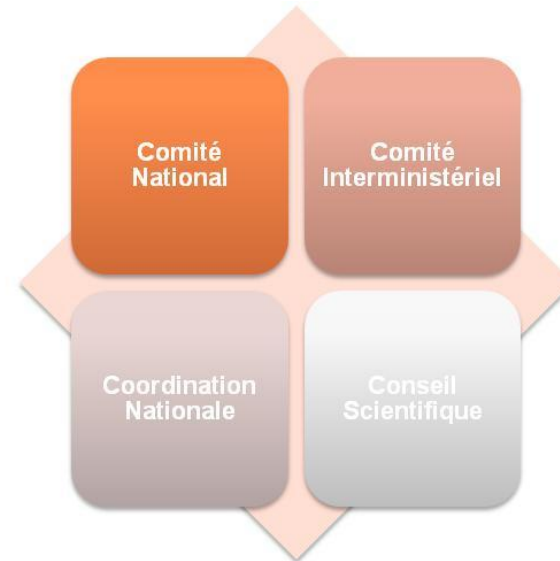 Comité
National
Comité
Interministériel
Coordination
Nationale
Conseil
Scientifique